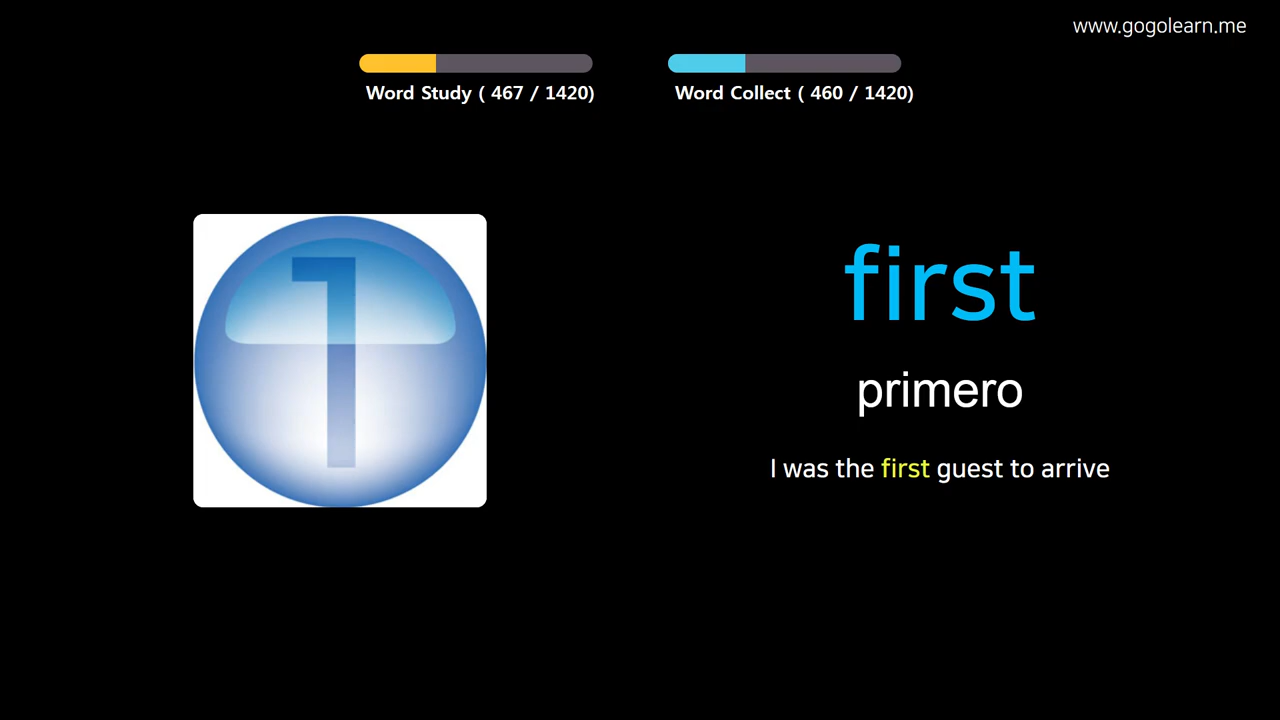 www.gogolearn.me
Word Study ( 467 / 1420)
Word Collect ( 460 / 1420)
1
first
primero
I was the first guest to arrive